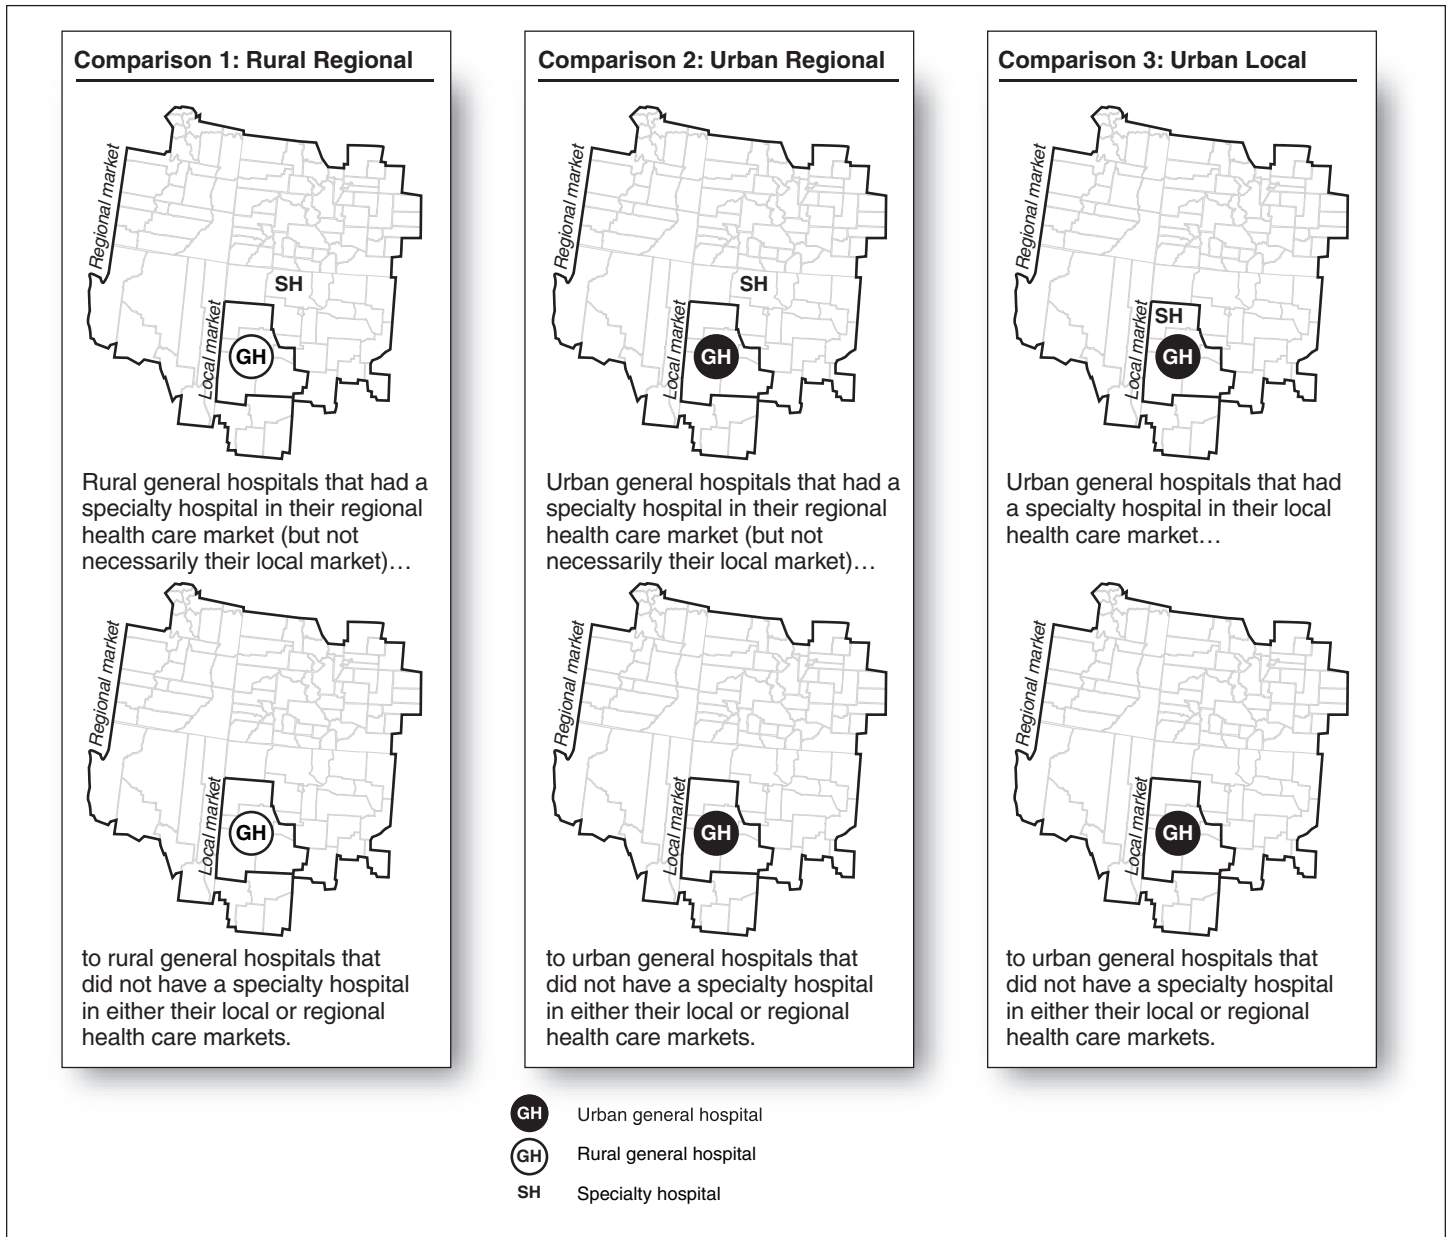 Comparison 1: Rural Regional
Regional market
SH
Local market
GH
Rural general hospitals that had a
specialty hospital in their regional
health care market (but not
necessarily their local market)…
Regional market
Local market
GH
to rural general hospitals that
did not have a specialty hospital
in either their local or regional
health care markets.
Comparison 2: Urban Regional
Regional market
SH
Local market
GH
Urban general hospitals that had a
specialty hospital in their regional
health care market (but not
necessarily their local market)…
Regional market
Local market
GH
to urban general hospitals that
did not have a specialty hospital
in either their local or regional
health care markets.
Comparison 3: Urban Local
Regional market
SH
Local market
GH
Urban general hospitals that had
a specialty hospital in their local
health care market…
Regional market
Local market
GH
to urban general hospitals that
did not have a specialty hospital
in either their local or regional
health care markets.
GH Urban general hospital
GH Rural general hospital
SH Specialty hospital